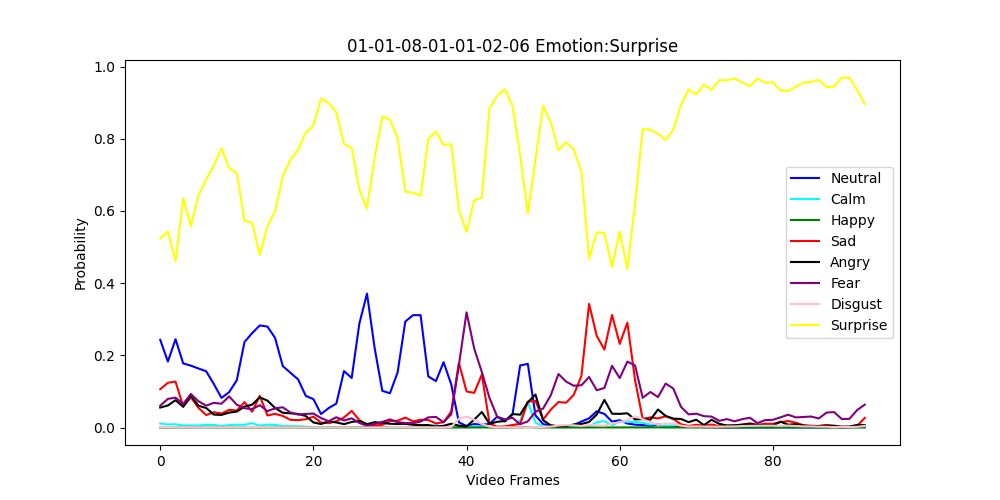 01-01-08-01-01-02-06 Emotion:Surprise
1.0
0.8
0.6
0.4
0.2
0.0
Probability
0 20 40 60 80
Video Frames
Neutral
Calm
Happy
Sad
Angry
Fear
Disgust
Surprise